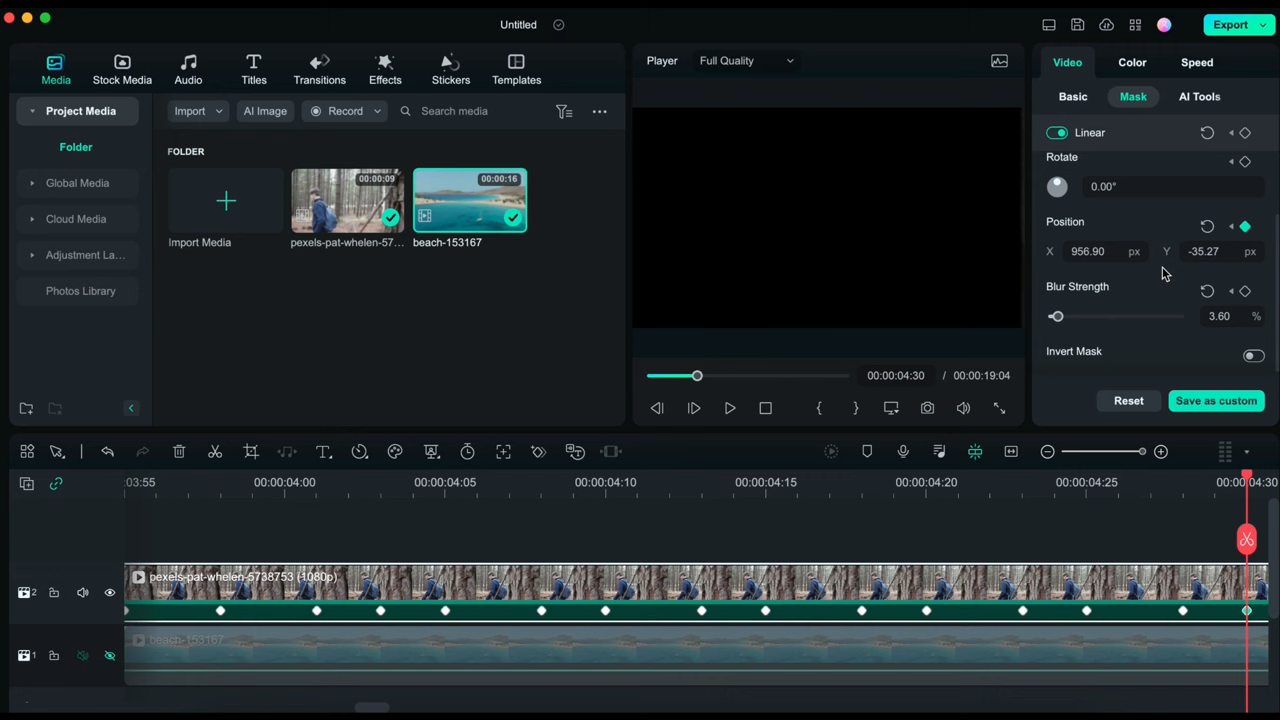 Untitled
Export
Media
Stock Media
Audio
Titles
Transitions
Effects
Stickers
Templates
Player
Full Quality
Video
Color
Speed
Project Media
Import
AI Image
Record
Search media
Basic
Mask
AI Tools
Folder
FOLDER
Linear
Global Media
00:00:09
00:00:16
Rotate
0.00°
Cloud Media
Import Media
pexels-pat-whelen-57...
beach-153167
Position
X 956.90 px Y -35.27 px
Adjustment La...
Photos Library
Blur Strength
3.60 %
Invert Mask
00:00:04:30 / 00:00:19:04
Reset
Save as custom
:03:55
00:00:04:00
00:00:04:05
00:00:04:10
00:00:04:15
00:00:04:20
00:00:04:25
00:00:04:30
pexels-pat-whelen-5738753 (1080p)
2
beach-153167
1